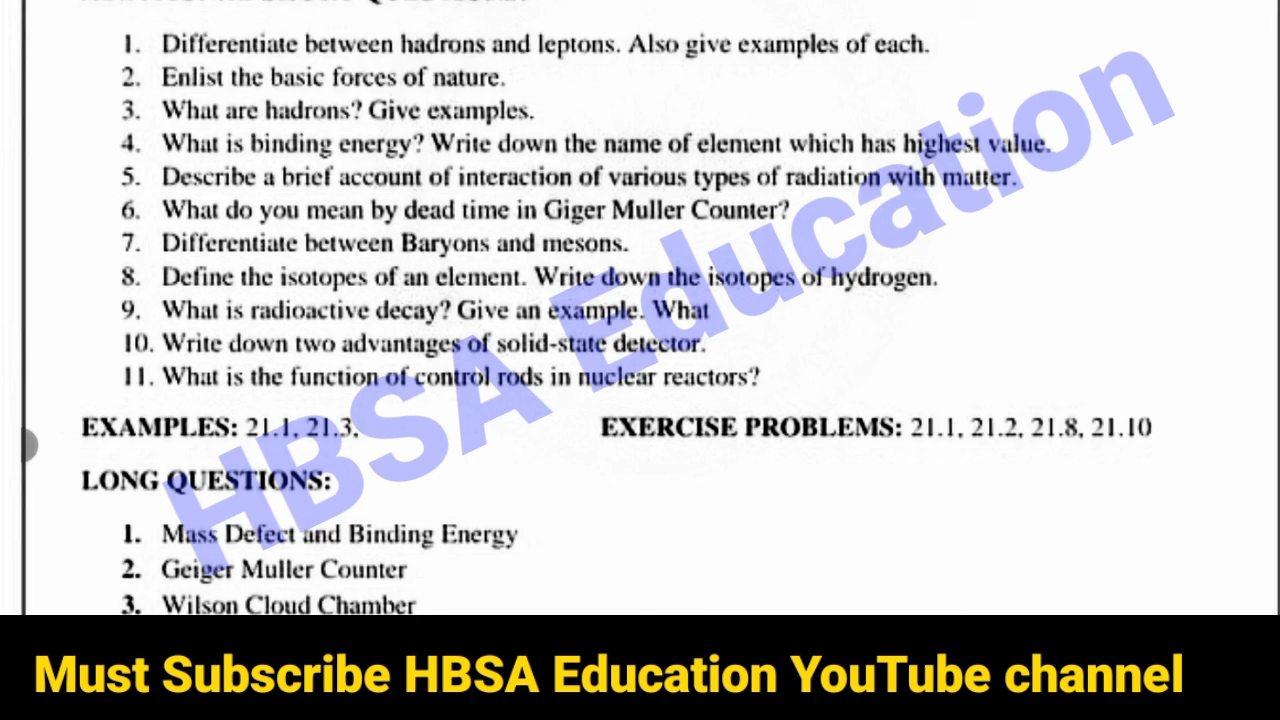 1. Differentiate between hadrons and leptons. Also give examples of each.
2. Enlist the basic forces of nature.
3. What are hadrons? Give examples.
4. What is binding energy? Write down the name of element which has highest value.
5. Describe a brief account of interaction of various types of radiation with matter.
6. What do you mean by dead time in Giger Muller Counter?
7. Differentiate between Baryons and mesons.
8. Define the isotopes of an element. Write down the isotopes of hydrogen.
9. What is radioactive decay? Give an example. What
10. Write down two advantages of solid-state detector.
11. What is the function of control rods in nuclear reactors?
EXAMPLES: 21.1, 21.3, EXERCISE PROBLEMS: 21.1, 21.2, 21.8, 21.10
LONG QUESTIONS:
1. Mass Defect and Binding Energy
2. Geiger Muller Counter
3. Wilson Cloud Chamber
HBSA Education
Must Subscribe HBSA Education YouTube channel